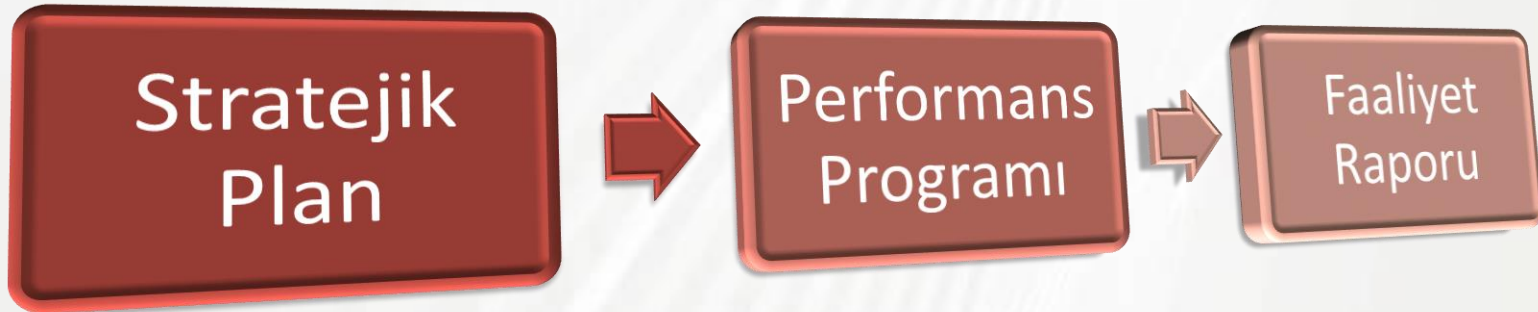 Stratejik
Plan
Performans
Programı
Faaliyet
Raporu